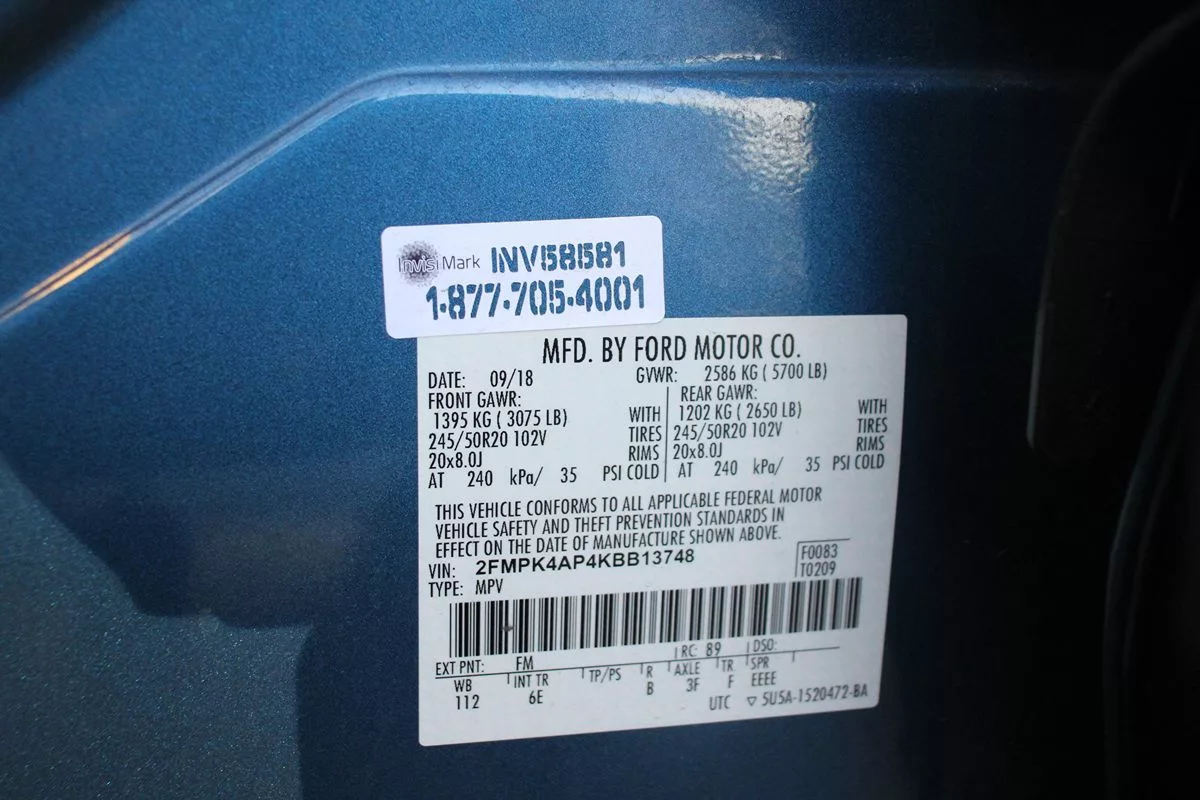 InvisiMark INV58581
1-877-705-4001
MFD. BY FORD MOTOR CO.
DATE: 09/18 GVWR: 2586 KG ( 5700 LB)
FRONT GAWR: REAR GAWR:
1395 KG ( 3075 LB) WITH 1202 KG ( 2650 LB) WITH
245/50R20 102V TIRES 245/50R20 102V TIRES
20x8.0J RIMS 20x8.0J RIMS
AT 240 kPa/ 35 PSI COLD AT 240 kPa/ 35 PSI COLD
THIS VEHICLE CONFORMS TO ALL APPLICABLE FEDERAL MOTOR
VEHICLE SAFETY AND THEFT PREVENTION STANDARDS IN
EFFECT ON THE DATE OF MANUFACTURE SHOWN ABOVE.
VIN: 2FMPK4AP4KBB13748 F0083
TYPE: MPV T0209
EXT PNT: FM RC: 89 DSO:
WB INT TR TP/PS R AXLE TR SPR
112 6E B 3F F EEEE
UTC ▽ 5U5A-1520472-BA